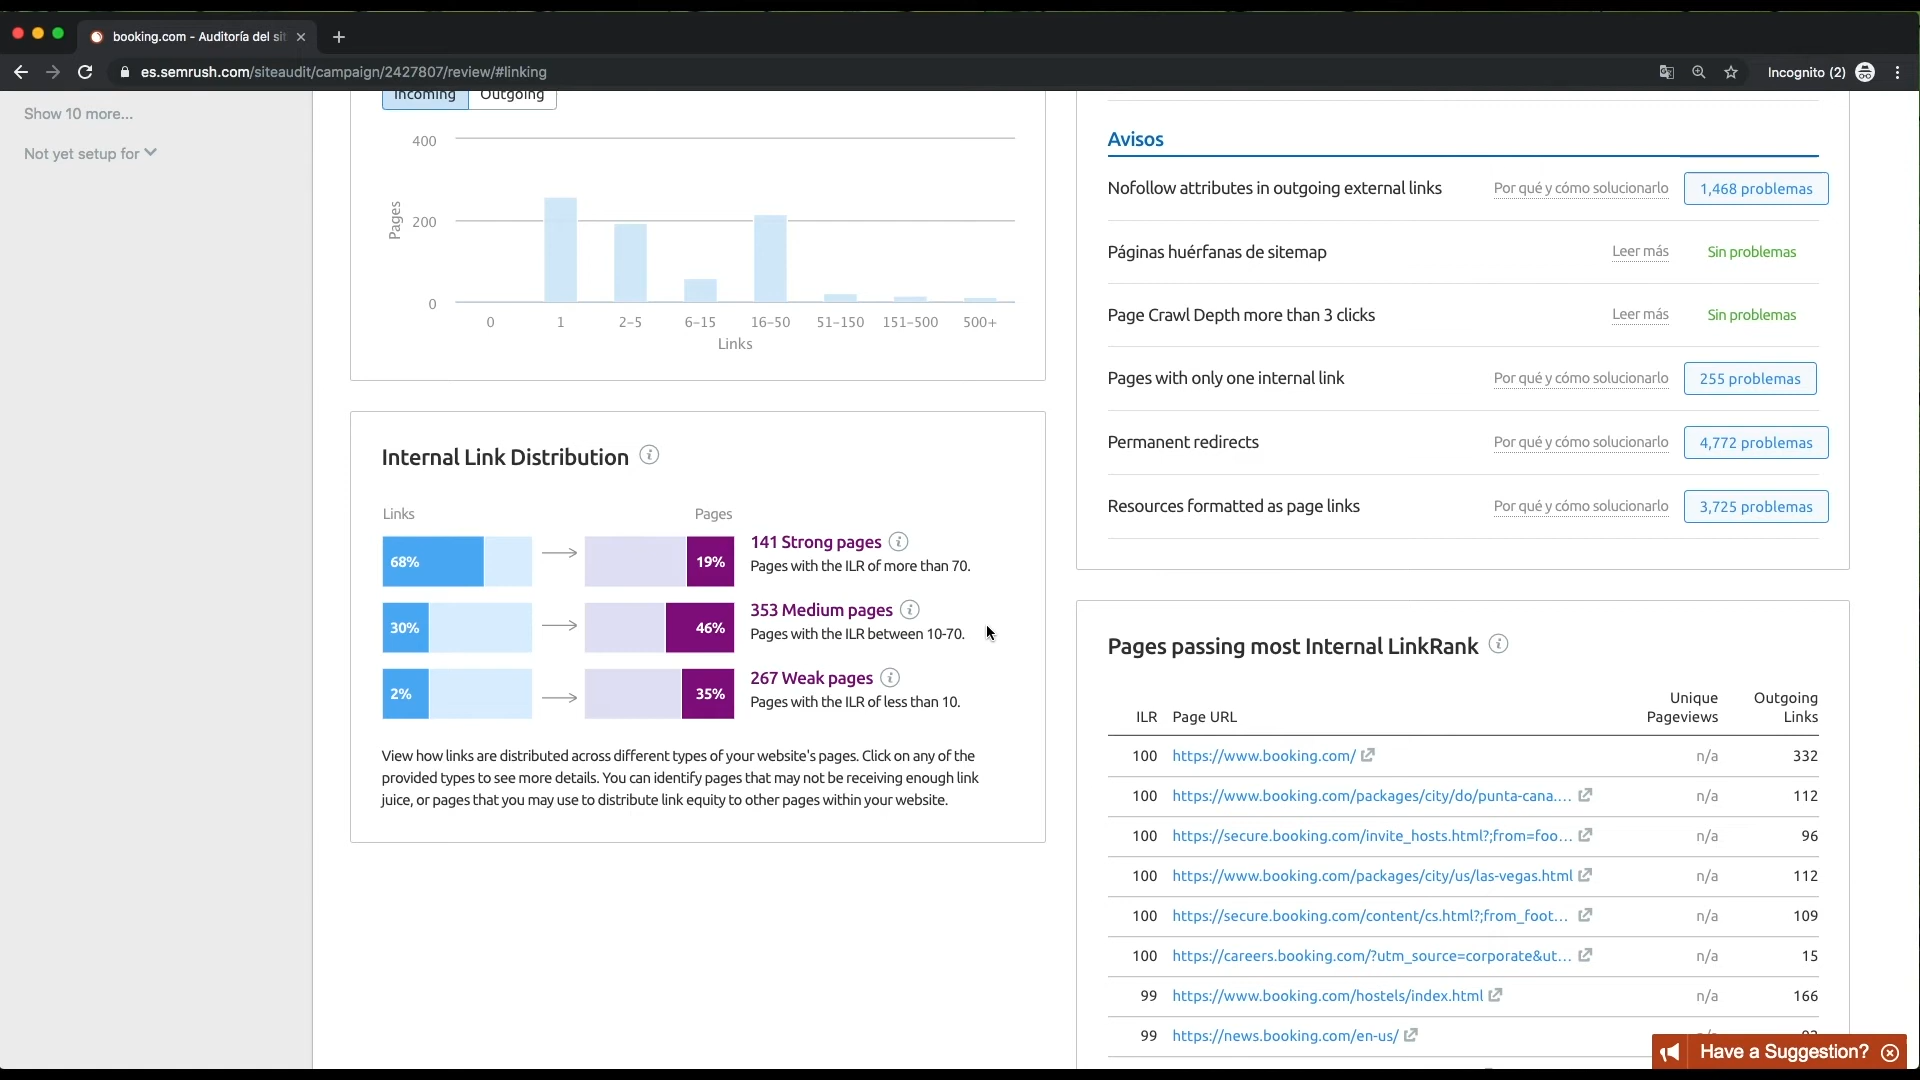 booking.com - Auditoría del sit
es.semrush.com/siteaudit/campaign/2427807/review/#linking
Incognito (2)
Show 10 more...
Not yet setup for
Incoming
Outgoing
400
200
0
Pages
0
1
2–5
6–15
16–50
51–150
151–500
500+
Links
Internal Link Distribution
Links
Pages
68%
19%
141 Strong pages
Pages with the ILR of more than 70.
30%
46%
353 Medium pages
Pages with the ILR between 10-70.
2%
35%
267 Weak pages
Pages with the ILR of less than 10.
View how links are distributed across different types of your website's pages. Click on any of the
provided types to see more details. You can identify pages that may not be receiving enough link
juice, or pages that you may use to distribute link equity to other pages within your website.
Avisos
Nofollow attributes in outgoing external links Por qué y cómo solucionarlo 1,468 problemas
Páginas huérfanas de sitemap Leer más Sin problemas
Page Crawl Depth more than 3 clicks Leer más Sin problemas
Pages with only one internal link Por qué y cómo solucionarlo 255 problemas
Permanent redirects Por qué y cómo solucionarlo 4,772 problemas
Resources formatted as page links Por qué y cómo solucionarlo 3,725 problemas
Pages passing most Internal LinkRank
Unique Outgoing
ILR Page URL Pageviews Links
100 https://www.booking.com/ n/a 332
100 https://www.booking.com/packages/city/do/punta-cana.... n/a 112
100 https://secure.booking.com/invite_hosts.html?;from=foo... n/a 96
100 https://www.booking.com/packages/city/us/las-vegas.html n/a 112
100 https://secure.booking.com/content/cs.html?;from_foot... n/a 109
100 https://careers.booking.com/?utm_source=corporate&ut... n/a 15
99 https://www.booking.com/hostels/index.html n/a 166
99 https://news.booking.com/en-us/
Have a Suggestion?